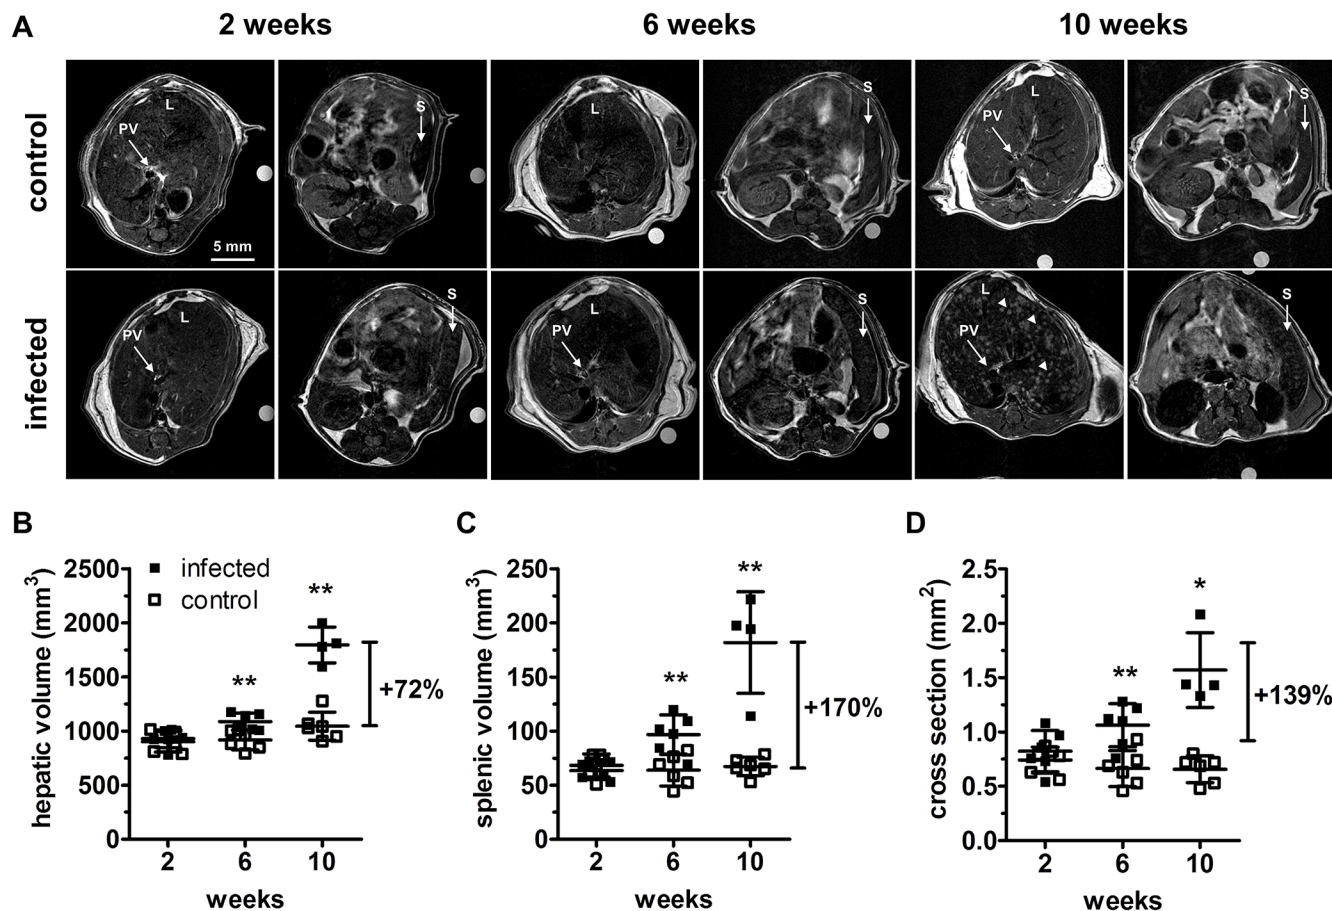 A
2 weeks
6 weeks
10 weeks
control
L
PV
5 mm
S
L
S
L
PV
S
infected
L
PV
S
L
PV
S
L
PV
S
B
hepatic volume (mm3)
2500
2000
1500
1000
500
0
infected
control
**
**
+72%
2
6
10
weeks
C
splenic volume (mm3)
250
200
150
100
50
0
**
**
+170%
2
6
10
weeks
D
cross section (mm2)
2.5
2.0
1.5
1.0
0.5
0.0
**
*
+139%
2
6
10
weeks